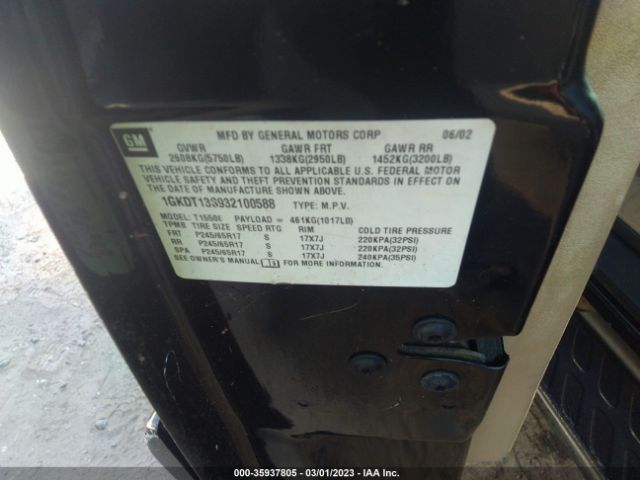 GM
MFD BY GENERAL MOTORS CORP 06/02
GVWR GAWR FRT GAWR RR
2608KG(5750LB) 1338KG(2950LB) 1452KG(3200LB)
THIS VEHICLE CONFORMS TO ALL APPLICABLE U.S. FEDERAL MOTOR
VEHICLE SAFETY AND THEFT PREVENTION STANDARDS IN EFFECT ON
THE DATE OF MANUFACTURE SHOWN ABOVE.
1GKDT13S932100588 TYPE: M.P.V.
MODEL: T15506 PAYLOAD = 461KG(1017LB)
TPMB TIRE SIZE SPEED RTG RIM COLD TIRE PRESSURE
FRT P245/65R17 S 17X7J 220KPA(32PSI)
RR P245/65R17 S 17X7J 220KPA(32PSI)
SPA P245/65R17 S 17X7J 240KPA(35PSI)
SEE OWNER'S MANUAL FOR MORE INFORMATION.
000-35937805 - 03/01/2023 - IAA Inc.